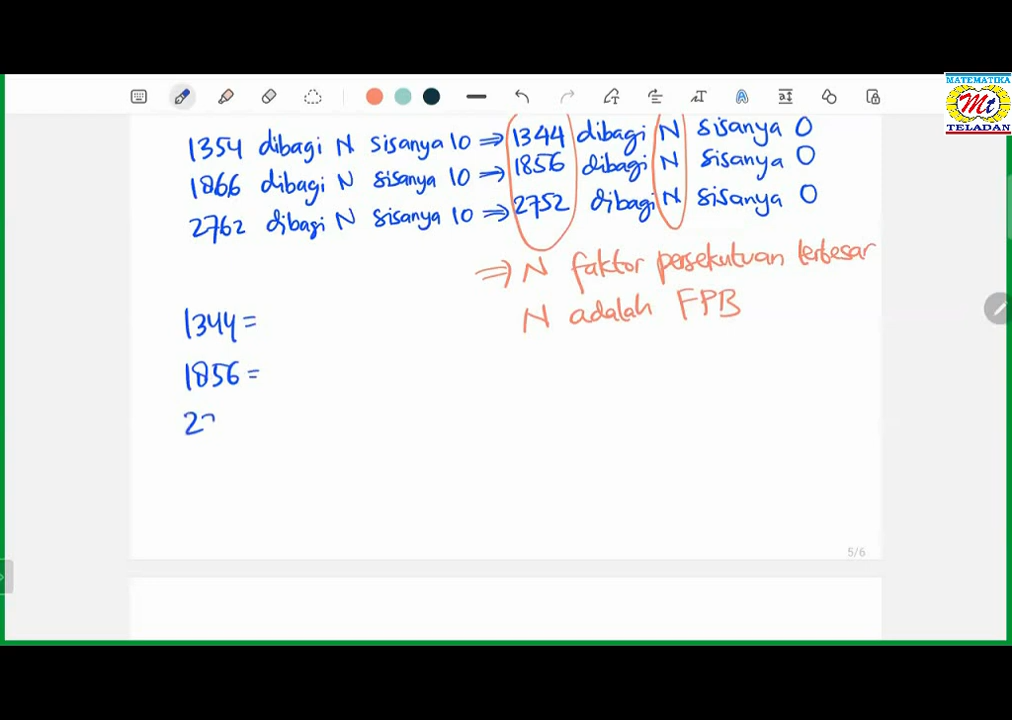 MATEMATIKA
Mt
TELADAN
1354 dibagi N sisanya 10 ⇒ 1344 dibagi N sisanya 0
1866 dibagi N sisanya 10 ⇒ 1856 dibagi N sisanya 0
2762 dibagi N sisanya 10 ⇒ 2752 dibagi N sisanya 0
⇒ N faktor persekutuan terbesar
N adalah FPB
1344 =
1856 =
27
5/6